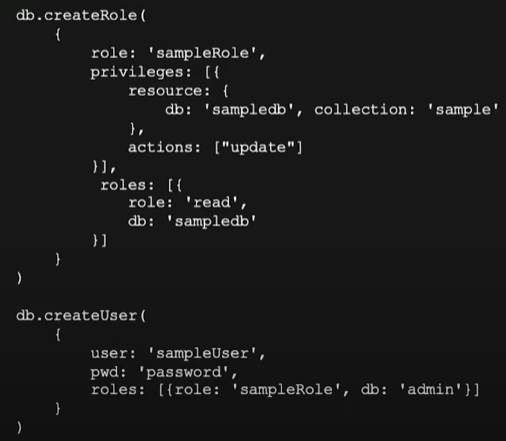 db.createRole(
    {
        role: 'sampleRole',
        privileges: [{
            resource: {
                db: 'sampledb', collection: 'sample'
            },
            actions: ["update"]
        }],
         roles: [{
            role: 'read',
            db: 'sampledb'
        }]
    }
)

db.createUser(
    {
        user: 'sampleUser',
        pwd: 'password',
        roles: [{role: 'sampleRole', db: 'admin'}]
    }
)